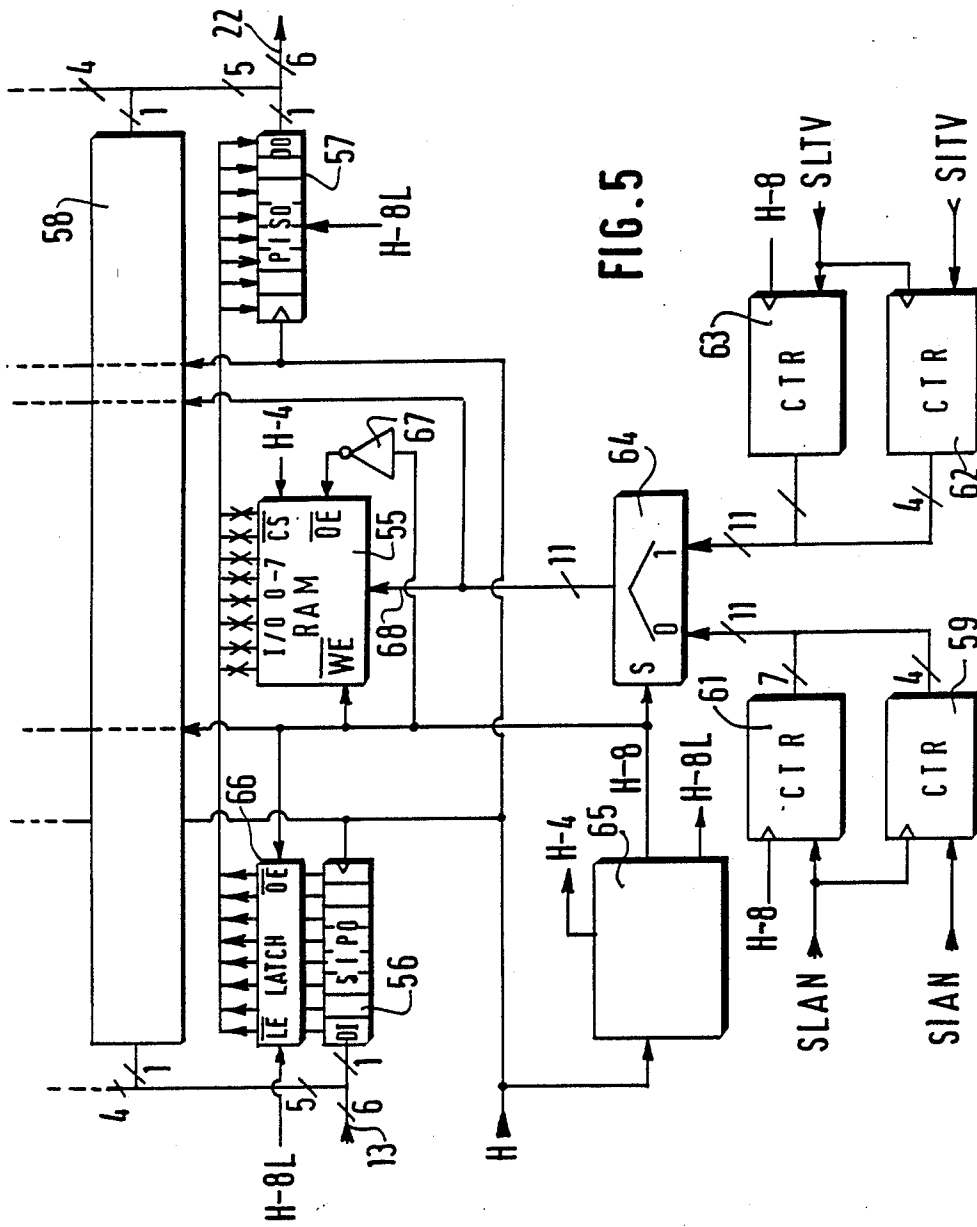 4
1
58
4
1
5
22
6
1
LE LATCH OE
66
H-8L
DI SIPO
56
1
5
6
13
I/O 0-7 CS
RAM
WE OE
55
H-4
67
68
PISO DO
57
H-8L
H
65
H-4
H-8
H-8L
11
S
0 1
64
11
11
FIG.5
H-8
61
CTR
7
SLAN
CTR
4
59
SIAN
63
CTR
H-8
SLTV
4
CTR
62
SITV